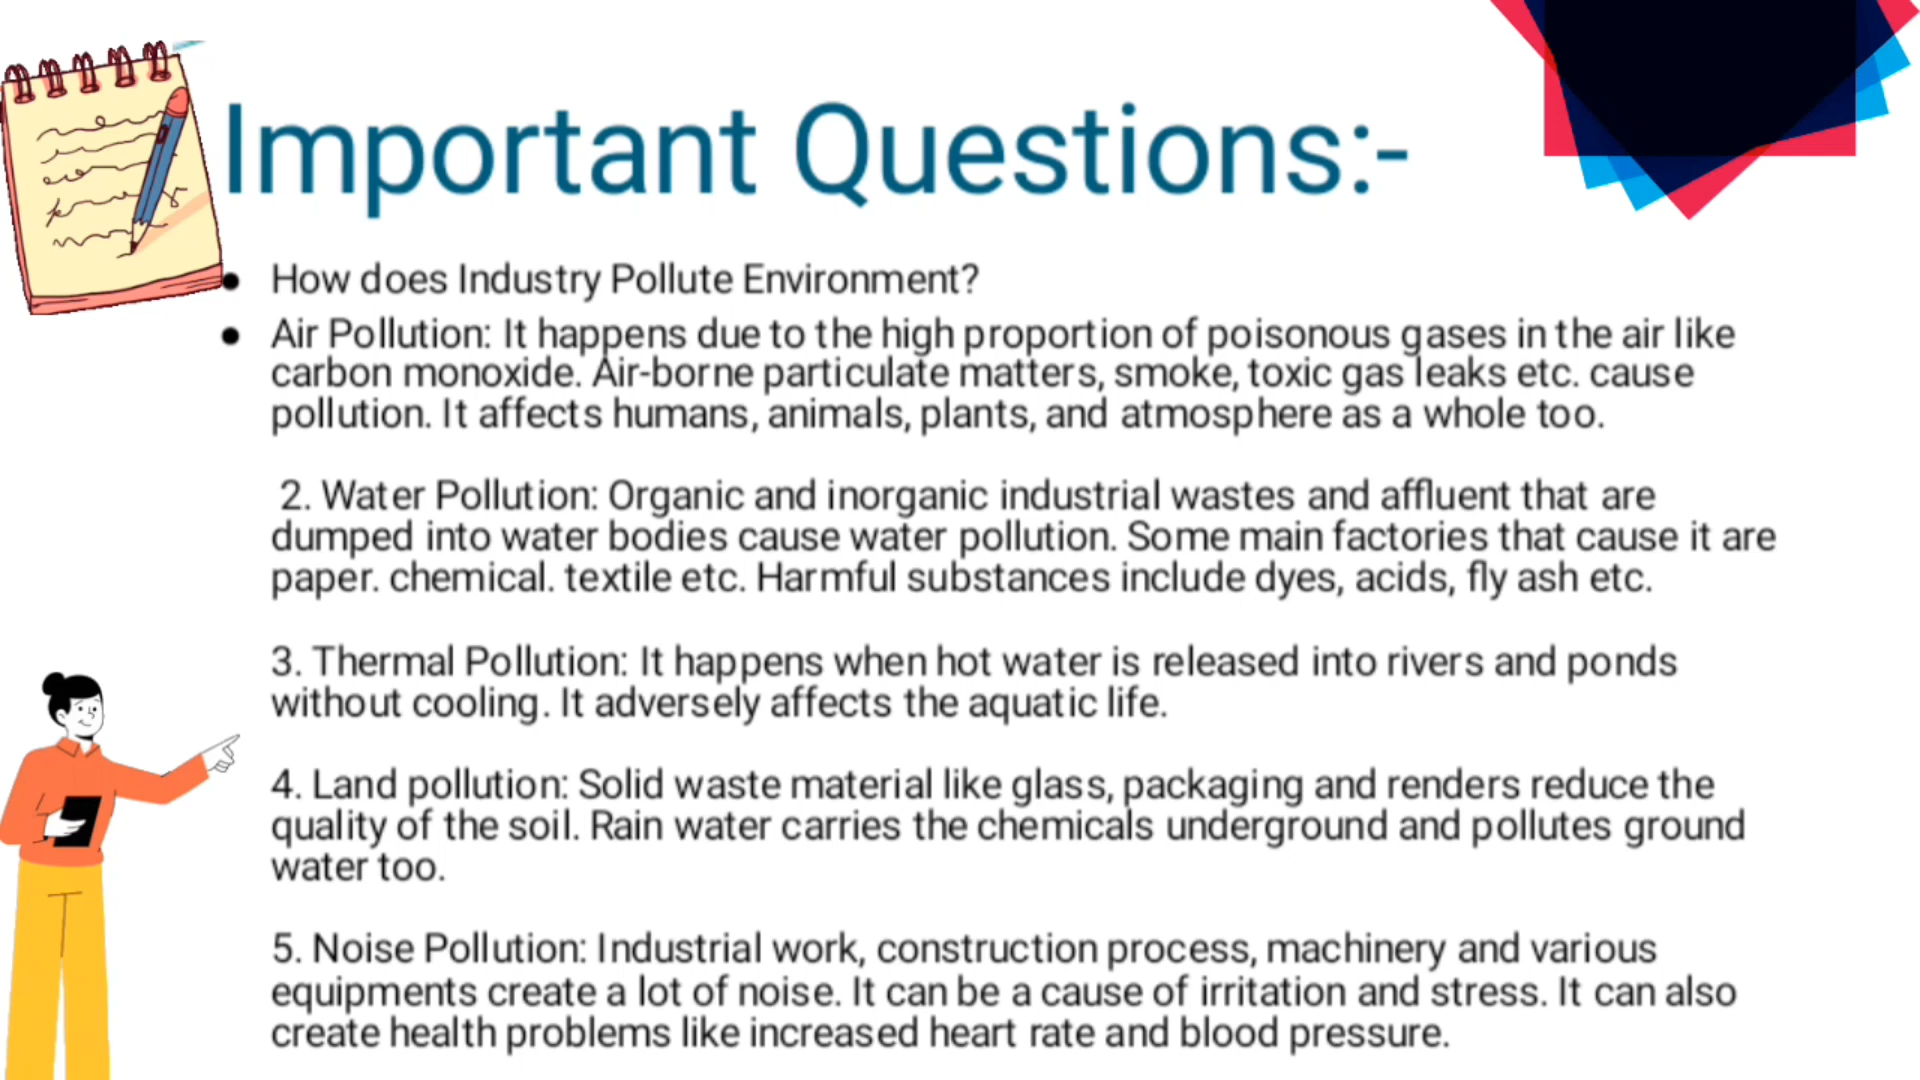 Important Questions:-
• How does Industry Pollute Environment?
• Air Pollution: It happens due to the high proportion of poisonous gases in the air like
carbon monoxide. Air-borne particulate matters, smoke, toxic gas leaks etc. cause
pollution. It affects humans, animals, plants, and atmosphere as a whole too.
2. Water Pollution: Organic and inorganic industrial wastes and affluent that are
dumped into water bodies cause water pollution. Some main factories that cause it are
paper. chemical. textile etc. Harmful substances include dyes, acids, fly ash etc.
3. Thermal Pollution: It happens when hot water is released into rivers and ponds
without cooling. It adversely affects the aquatic life.
4. Land pollution: Solid waste material like glass, packaging and renders reduce the
quality of the soil. Rain water carries the chemicals underground and pollutes ground
water too.
5. Noise Pollution: Industrial work, construction process, machinery and various
equipments create a lot of noise. It can be a cause of irritation and stress. It can also
create health problems like increased heart rate and blood pressure.